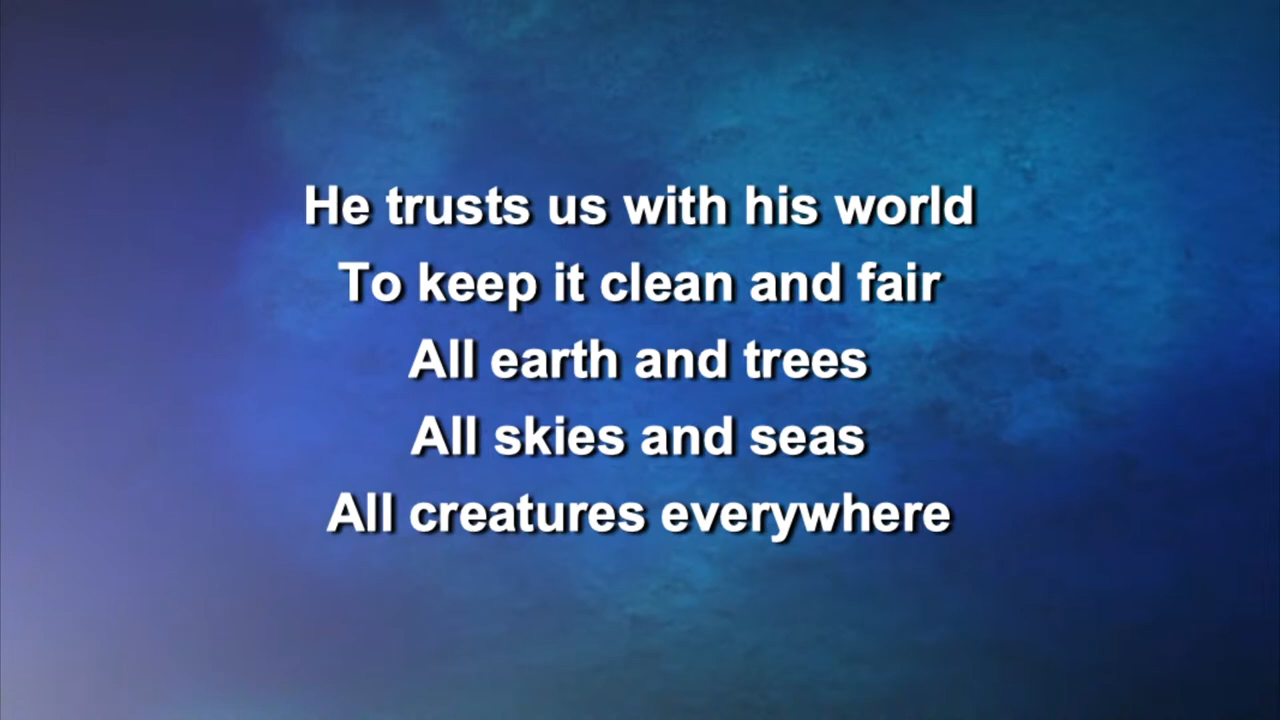 He trusts us with his world
To keep it clean and fair
All earth and trees
All skies and seas
All creatures everywhere